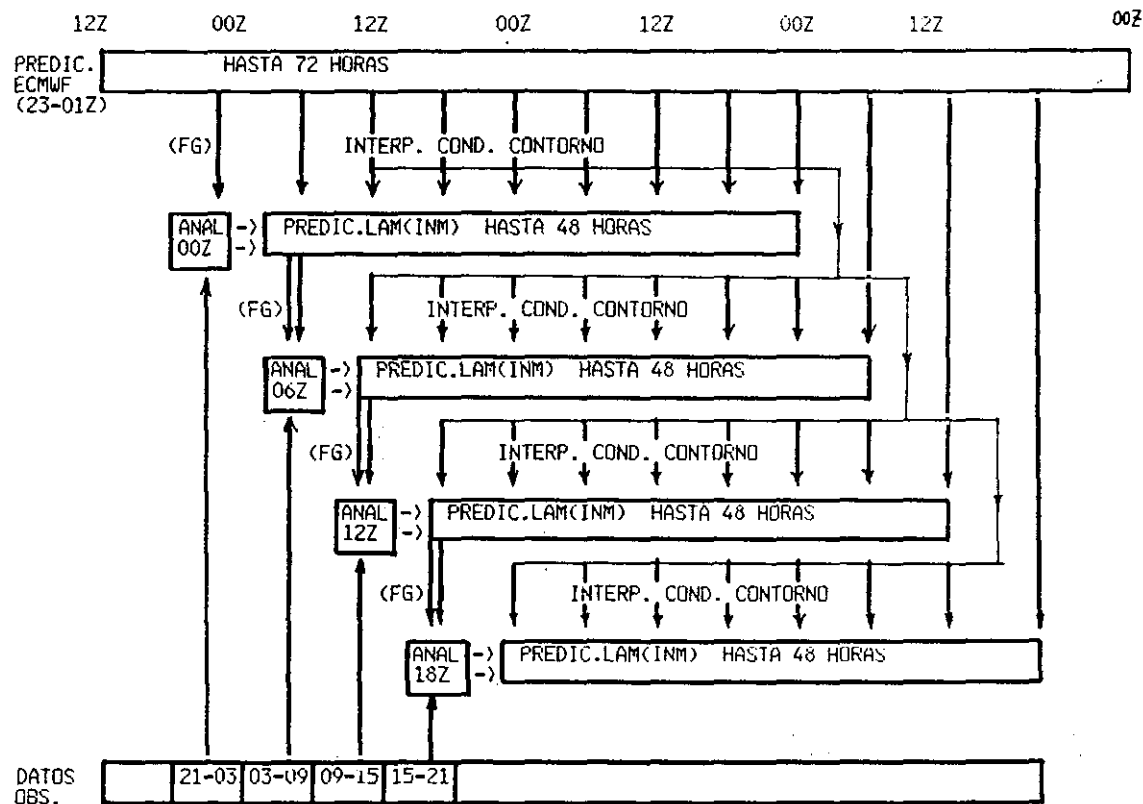 12Z 00Z 12Z 00Z 12Z 00Z 12Z 00Z
PREDIC. ECMWF (23-01Z)
HASTA 72 HORAS
(FG)
INTERP. COND. CONTORNO
ANAL 00Z
-> ->
PREDIC.LAM(INM) HASTA 48 HORAS
(FG)
INTERP. COND. CONTORNO
ANAL 06Z
-> ->
PREDIC.LAM(INM) HASTA 48 HORAS
(FG)
INTERP. COND. CONTORNO
ANAL 12Z
-> ->
PREDIC.LAM(INM) HASTA 48 HORAS
(FG)
INTERP. COND. CONTORNO
ANAL 18Z
-> ->
PREDIC.LAM(INM) HASTA 48 HORAS
DATOS OBS.
21-03 03-09 09-15 15-21